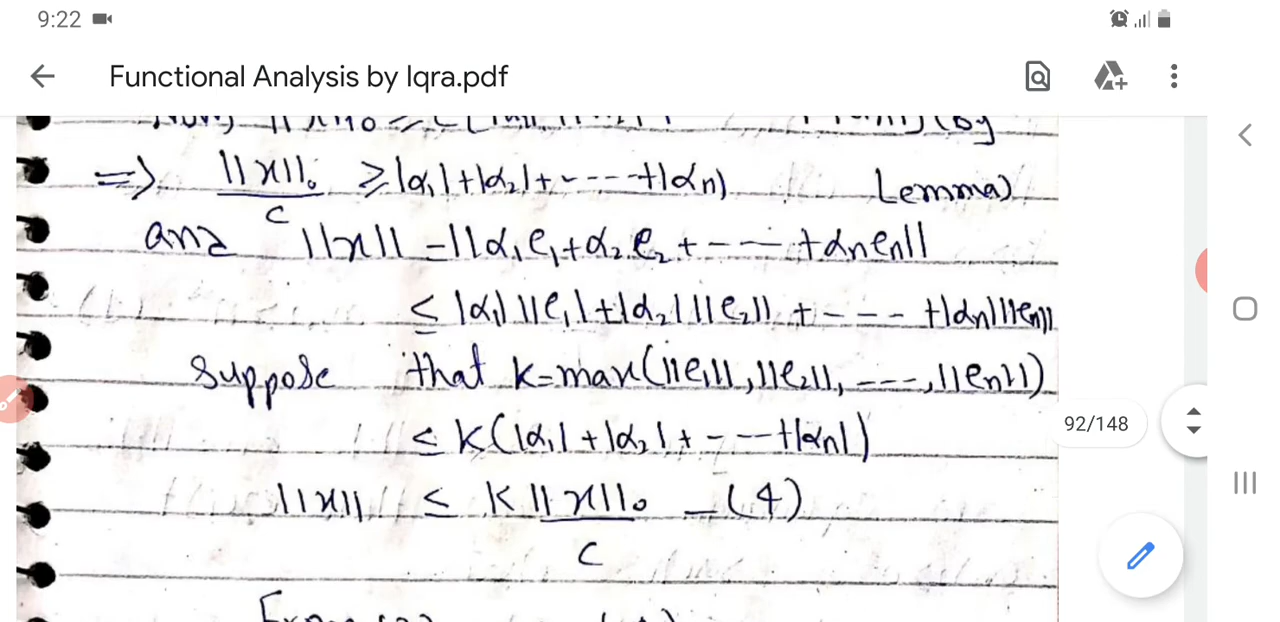 9:22
Functional Analysis by Iqra.pdf
=> ||x||₀/c ≥ |α₁|+|α₂|+----+|αn| Lemma)
and ||x|| = ||α₁e₁+α₂e₂+---+αnen||
≤ |α₁| ||e₁|+|α₂| ||e₂||+---+|αn| ||en||
Suppose that K=max(||e₁||,||e₂||,---,||en||)
≤ K(|α₁|+|α₂|+---+|αn|)
92/148
||x|| ≤ K ||x||₀/c —(4)